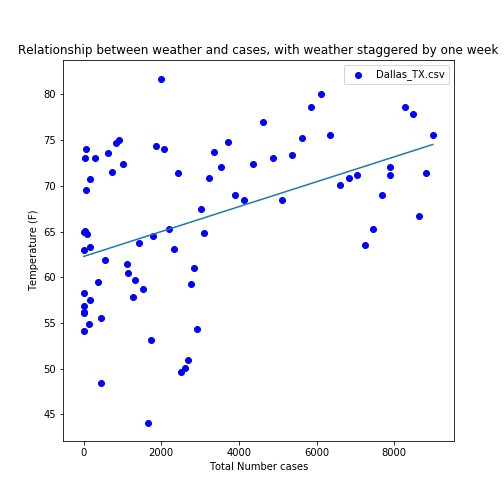 Relationship between weather and cases, with weather staggered by one week
Dallas_TX.csv
80
75
70
65
60
55
50
45
Temperature (F)
0 2000 4000 6000 8000
Total Number cases